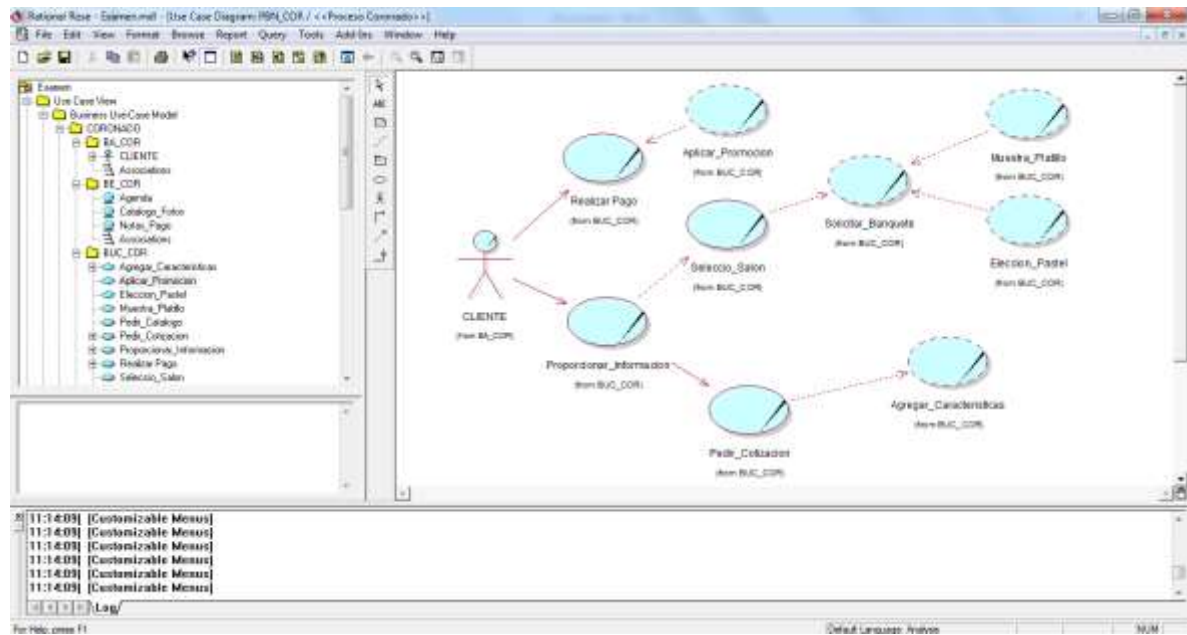 Rational Rose - Examen.mdl - [Use Case Diagram: RBN_COR / <<Proceso Coronado>>]
File Edit View Format Browse Report Query Tools Add-Ins Window Help
Examen
Use Case View
Business Use-Case Model
CORONADO
BA_COR
CLIENTE
Associations
BE_COR
Agenda
Catalogo_Fotos
Notas_Pago
Associations
BUC_COR
Agregar_Caracteristicas
Aplicar_Promocion
Eleccion_Pastel
Muestra_Platillo
Pedir_Catalogo
Pedir_Cotizacion
Proporcionar_Informacion
Realizar Pago
Seleccio_Salon
ABC
Aplicar_Promocion
(from BUC_COR)
Muestra_Platillo
(from BUC_COR)
Realizar Pago
(from BUC_COR)
Solicitar_Banquete
(from BUC_COR)
Seleccio_Salon
(from BUC_COR)
Eleccion_Pastel
(from BUC_COR)
CLIENTE
(from BA_COR)
Proporcionar_Informacion
(from BUC_COR)
Agregar_Caracteristicas
(from BUC_COR)
Pedir_Cotizacion
(from BUC_COR)
11:14:09| [Customizable Menus]
11:14:09| [Customizable Menus]
11:14:09| [Customizable Menus]
11:14:09| [Customizable Menus]
11:14:09| [Customizable Menus]
11:14:09| [Customizable Menus]
Log
For Help, press F1
Default Language: Analysis
NUM